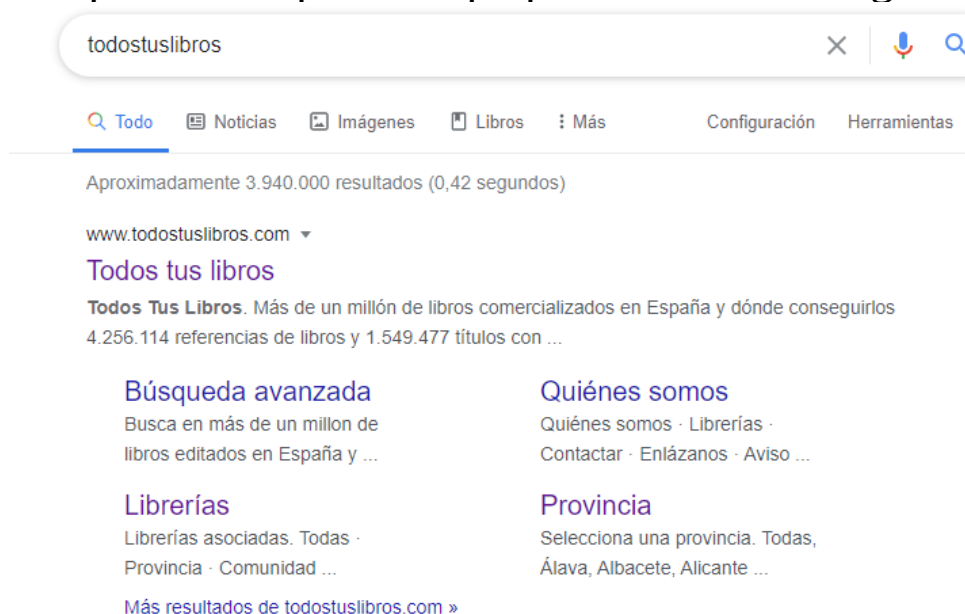 todostuslibros
Todo Noticias Imágenes Libros Más Configuración Herramientas
Aproximadamente 3.940.000 resultados (0,42 segundos)
www.todostuslibros.com
Todos tus libros
Todos Tus Libros. Más de un millón de libros comercializados en España y dónde conseguirlos
4.256.114 referencias de libros y 1.549.477 títulos con ...
Búsqueda avanzada
Busca en más de un millon de
libros editados en España y ...
Quiénes somos
Quiénes somos · Librerías ·
Contactar · Enlázanos · Aviso ...
Librerías
Librerías asociadas. Todas ·
Provincia · Comunidad ...
Provincia
Selecciona una provincia. Todas,
Álava, Albacete, Alicante ...
Más resultados de todostuslibros.com »